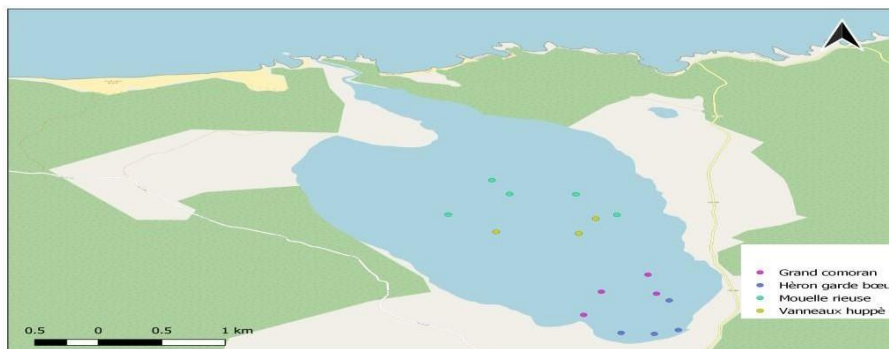 Grand comoran
Hèron garde bœu
Mouelle rieuse
Vanneaux huppè
0.5 0 0.5 1 km